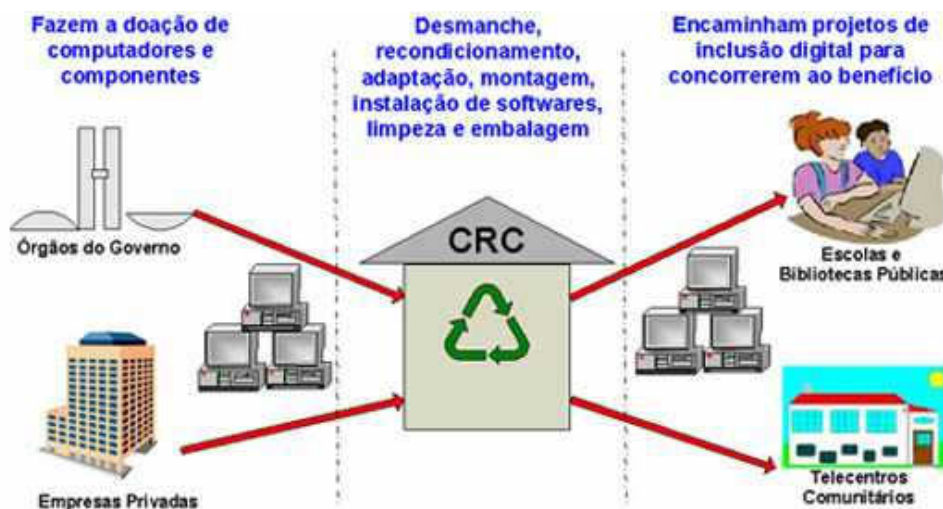 Fazem a doação de
computadores e
componentes
Desmanche,
recondicionamento,
adaptação, montagem,
instalação de softwares,
limpeza e embalagem
Encaminham projetos de
inclusão digital para
concorrerem ao benefício
Órgãos do Governo
CRC
Escolas e
Bibliotecas Públicas
Empresas Privadas
Telecentros
Comunitários